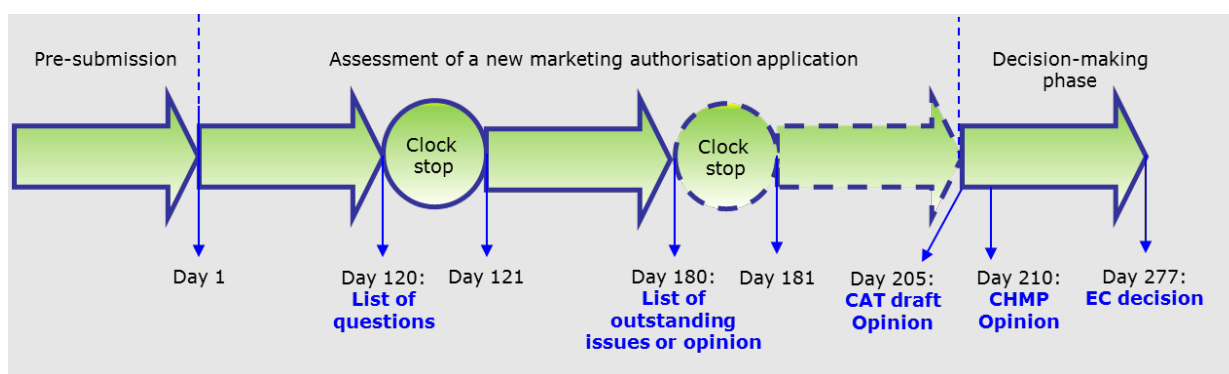 Pre-submission
Assessment of a new marketing authorisation application
Decision-making
phase
Clock
stop
Clock
stop
Day 1
Day 120:
List of
questions
Day 121
Day 180:
List of
outstanding
issues or opinion
Day 181
Day 205:
CAT draft
Opinion
Day 210:
CHMP
Opinion
Day 277:
EC decision